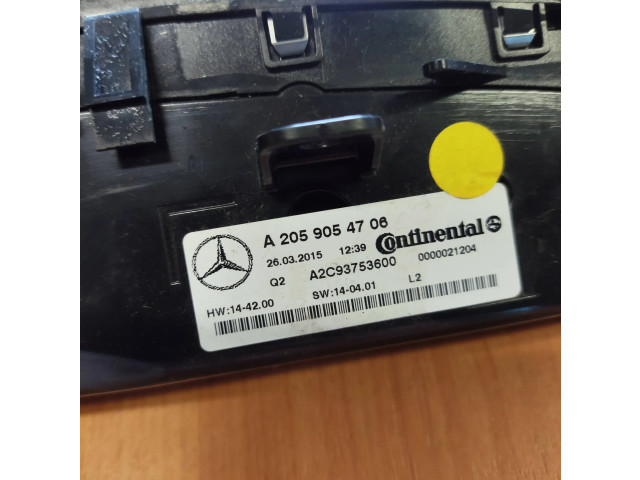 A 205 905 47 06
26.03.2015 12:39 Continental
Q2 A2C93753600 0000021204
HW:14-42.00 SW:14-04.01 L2